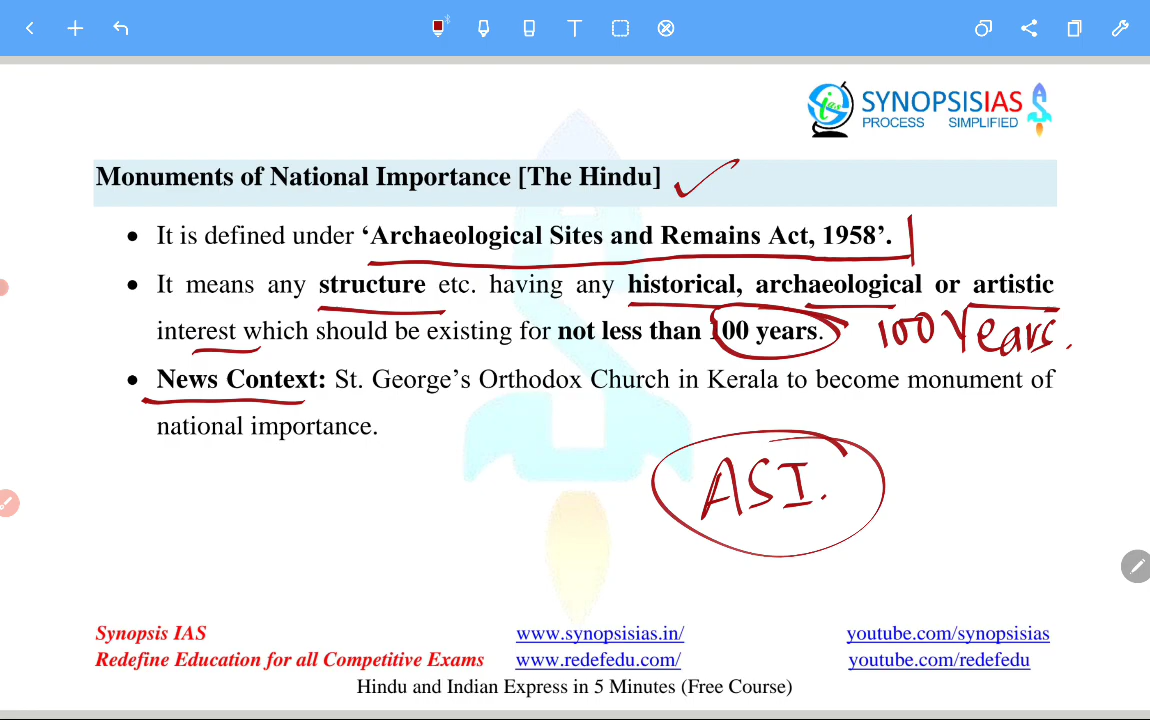 SYNOPSISIAS
PROCESS SIMPLIFIED
Monuments of National Importance [The Hindu]
• It is defined under ‘Archaeological Sites and Remains Act, 1958’.
• It means any structure etc. having any historical, archaeological or artistic
interest which should be existing for not less than 100 years. 100 Years.
• News Context: St. George’s Orthodox Church in Kerala to become monument of
national importance.
ASI.
Synopsis IAS www.synopsisias.in/ youtube.com/synopsisias
Redefine Education for all Competitive Exams www.redefedu.com/ youtube.com/redefedu
Hindu and Indian Express in 5 Minutes (Free Course)